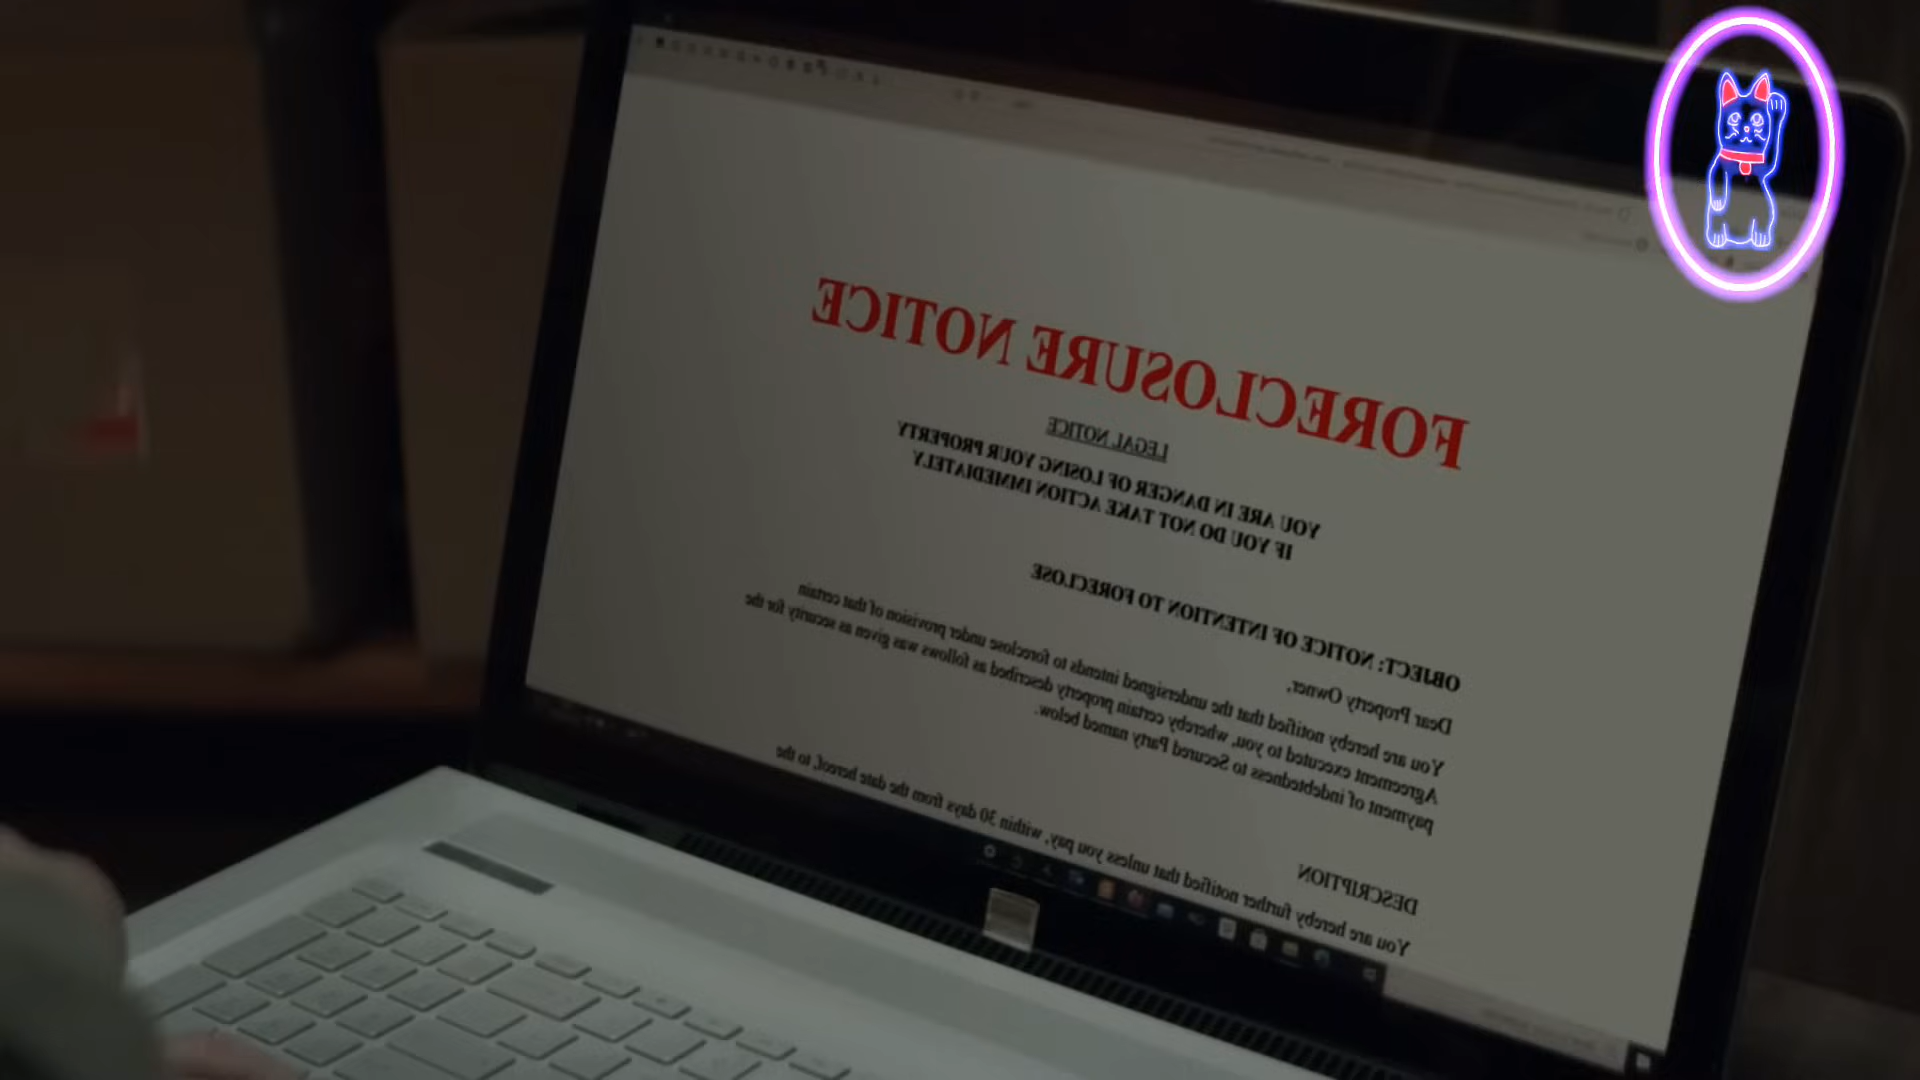 FORECLOSURE NOTICE
LEGAL NOTICE
YOU ARE IN DANGER OF LOSING YOUR PROPERTY
IF YOU DO NOT TAKE ACTION IMMEDIATELY
OBJECT: NOTICE OF INTENTION TO FORECLOSE
Dear Property Owner,
You are hereby notified that the undersigned intends to foreclose under provision of that certain
Agreement executed to you, whereby certain property described as follows was given as security for the
payment of indebtedness to Secured Party named below.
DESCRIPTION
You are hereby further notified that unless you pay, within 30 days from the date hereof, to the